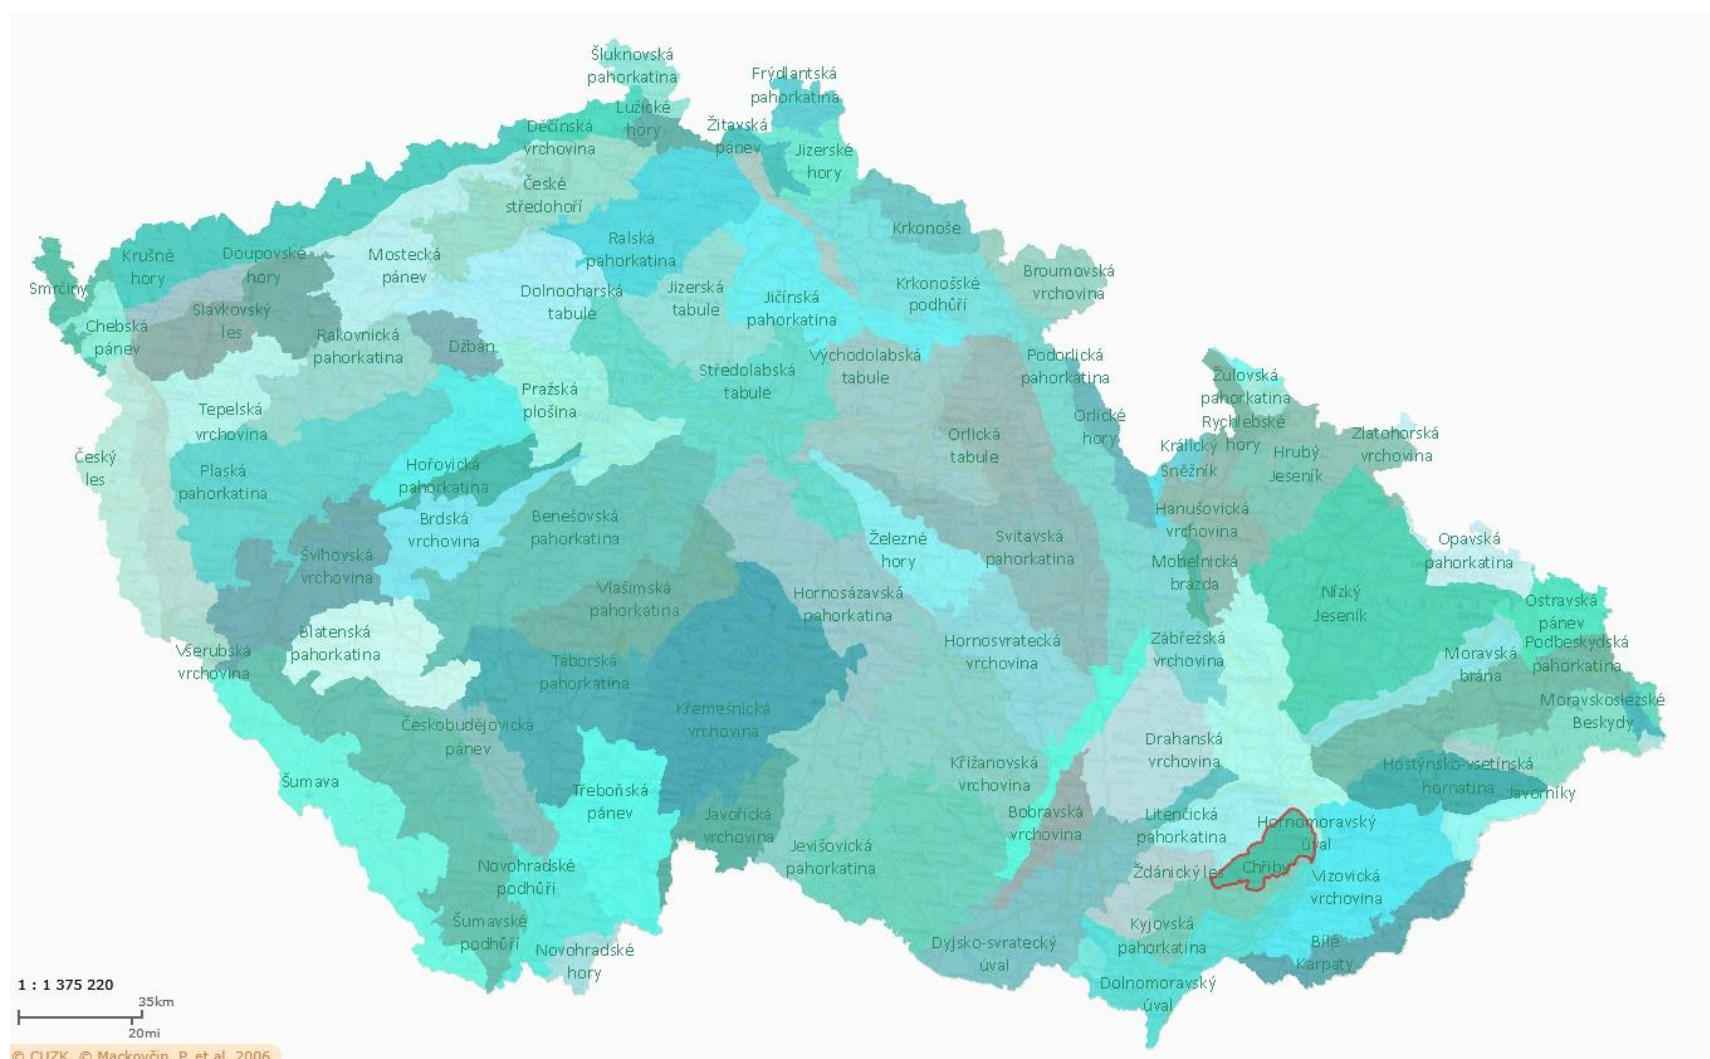 Šluknovská
pahorkatina
Frýdlantská
pahorkatina
Lužické
hory
Děčínská
vrchovina
Žitavská
pánev
Jizerské
hory
České
středohoří
Krkonoše
Ralská
pahorkatina
Krušné
hory
Doupovské
hory
Mostecká
pánev
Broumovská
vrchovina
Smrčiny
Dolnooharská
tabule
Jizerská
tabule
Jičínská
pahorkatina
Krkonošské
podhůří
Slavkovský
les
Chebská
pánev
Rakovnická
pahorkatina
Džbán
Východolabská
tabule
Podorlická
pahorkatina
Středolabská
tabule
Žulovská
pahorkatina
Pražská
plošina
Tepelská
vrchovina
Orlické
hory
Rychlebské
hory
Zlatohorská
vrchovina
Orlická
tabule
Králický
Sněžník
Hrubý
Jeseník
Český
les
Plaská
pahorkatina
Hořovická
pahorkatina
Brdská
vrchovina
Benešovská
pahorkatina
Hanušovická
vrchovina
Železné
hory
Svitavská
pahorkatina
Opavská
pahorkatina
Švihovská
vrchovina
Mohelnická
brázda
Vlašimská
pahorkatina
Hornosázavská
pahorkatina
Nízký
Jeseník
Ostravská
pánev
Blatenská
pahorkatina
Hornosvratecká
vrchovina
Zábřežská
vrchovina
Podbeskydská
pahorkatina
Všerubská
vrchovina
Táborská
pahorkatina
Moravská
brána
Moravskoslezské
Beskydy
Křemešnická
vrchovina
Českobudějovická
pánev
Drahanská
vrchovina
Šumava
Třeboňská
pánev
Křižanovská
vrchovina
Hostýnsko-vsetínská
hornatina
Javorníky
Javořická
vrchovina
Bobravská
vrchovina
Litenčická
pahorkatina
Hornomoravský
úval
Jevišovická
pahorkatina
Novohradské
podhůří
Ždánický les
Chřiby
Vizovická
vrchovina
Šumavské
podhůří
Kyjovská
pahorkatina
Novohradské
hory
Dyjsko-svratecký
úval
Bílé
Karpaty
Dolnomoravský
úval
1 : 1 375 220
35km
20mi
© CUZK, © Mackovčin, P. et al. 2006